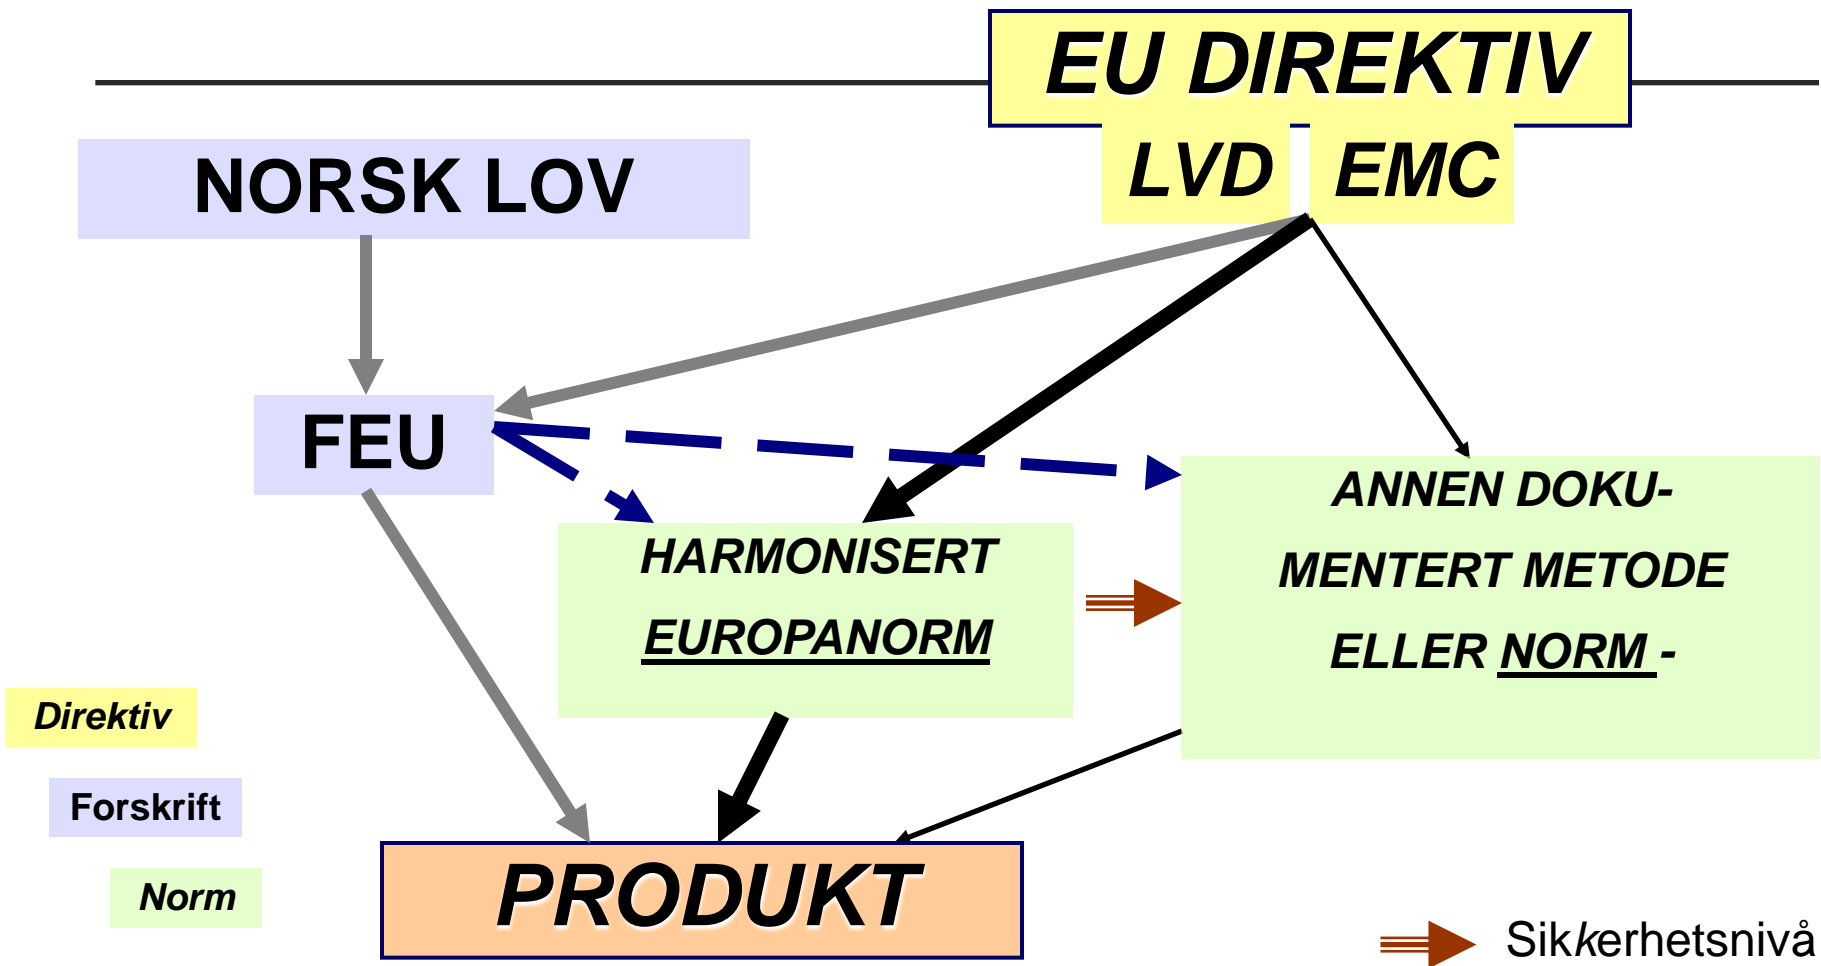 EU DIREKTIV
NORSK LOV
LVD
EMC
FEU
HARMONISERT
EUROPANORM
ANNEN DOKU-
MENTERT METODE
ELLER NORM -
Direktiv
Forskrift
Norm
PRODUKT
Sikkerhetsnivå